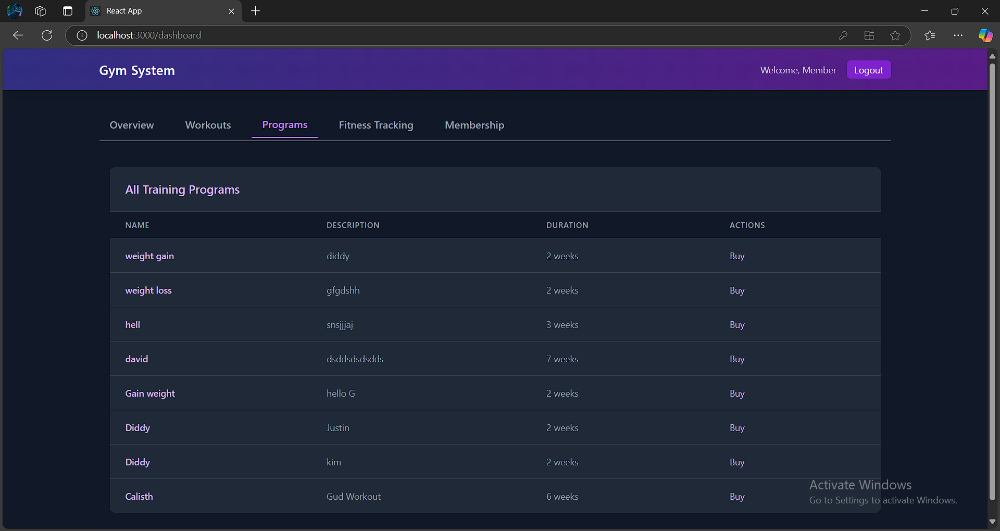 React App
localhost:3000/dashboard
Gym System
Welcome, Member
Logout
Overview Workouts Programs Fitness Tracking Membership
All Training Programs
NAME DESCRIPTION DURATION ACTIONS
weight gain diddy 2 weeks Buy
weight loss gfgdshh 2 weeks Buy
hell snsjjjaj 3 weeks Buy
david dsddsdsdsdds 7 weeks Buy
Gain weight hello G 2 weeks Buy
Diddy Justin 2 weeks Buy
Diddy kim 2 weeks Buy
Calisth Gud Workout 6 weeks Buy
Activate Windows
Go to Settings to activate Windows.